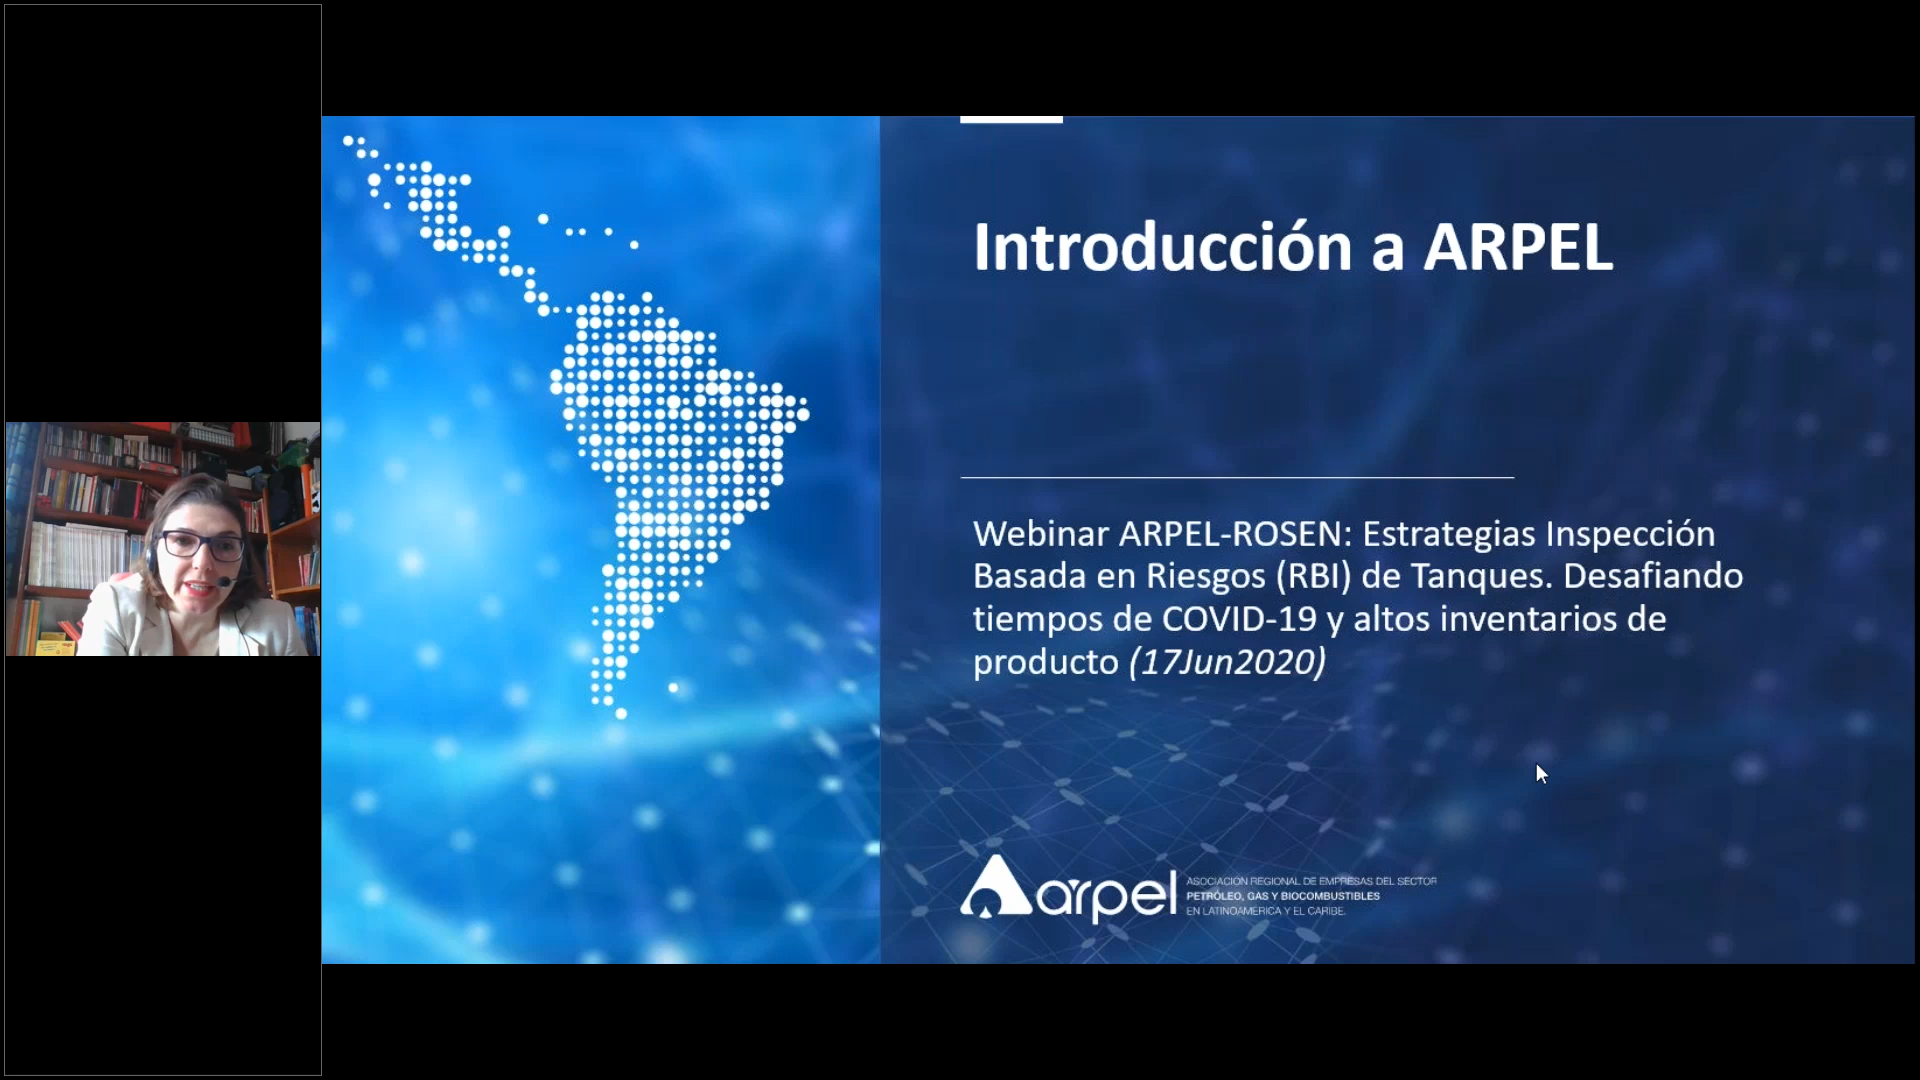 Introducción a ARPEL
Webinar ARPEL-ROSEN: Estrategias Inspección
Basada en Riesgos (RBI) de Tanques. Desafiando
tiempos de COVID-19 y altos inventarios de
producto (17Jun2020)
arpel
ASOCIACIÓN REGIONAL DE EMPRESAS DEL SECTOR
PETRÓLEO, GAS Y BIOCOMBUSTIBLES
EN LATINOAMÉRICA Y EL CARIBE.